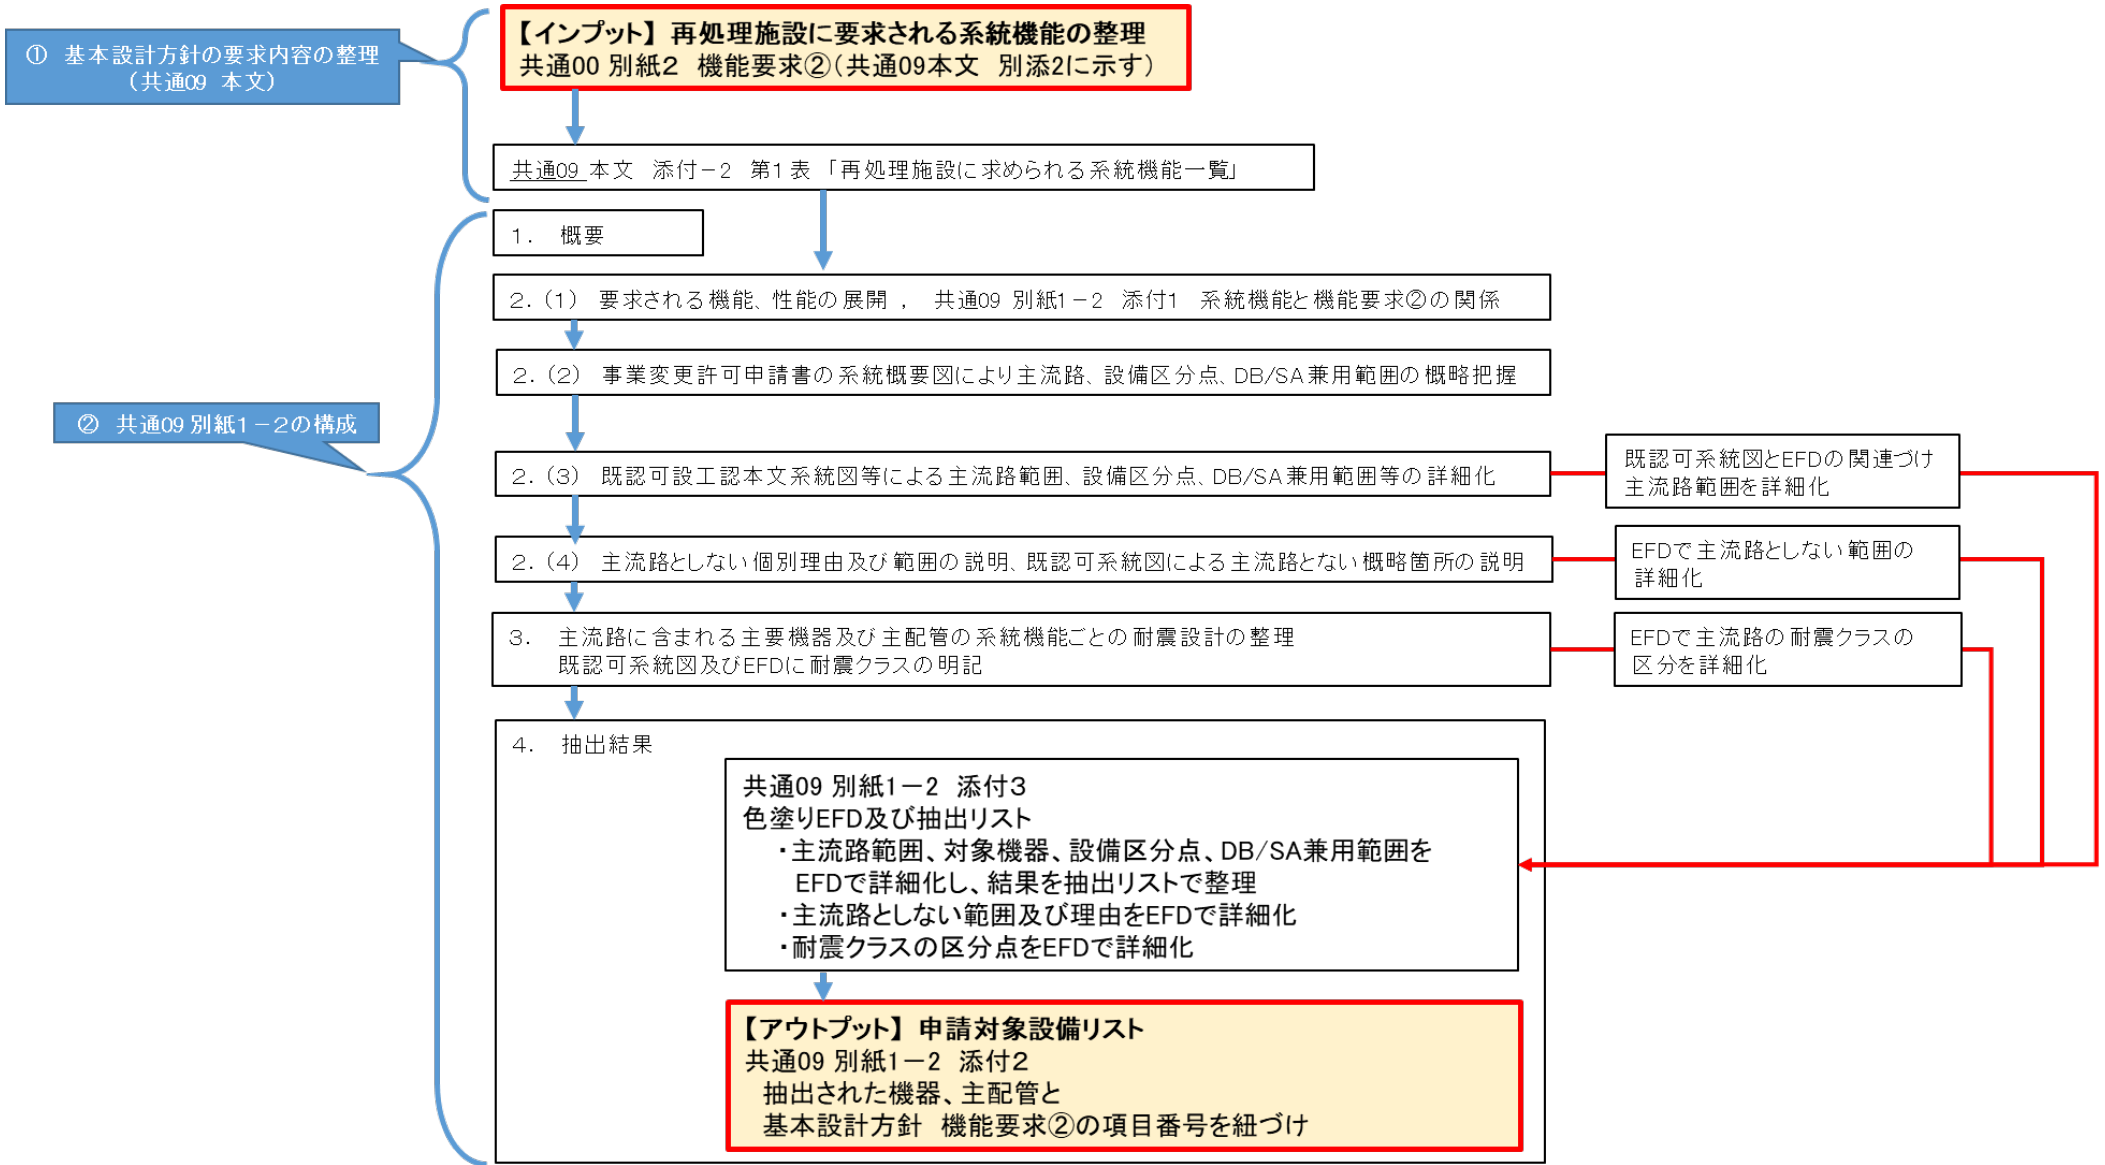 ① 基本設計方針の要求内容の整理
（共通09 本文）
【インプット】再処理施設に要求される系統機能の整理
共通00 別紙２ 機能要求②（共通09本文 別添2に示す）
共通09 本文 添付－２ 第１表 「再処理施設に求められる系統機能一覧」
１． 概要
２．（１） 要求される機能、性能の展開 ， 共通09 別紙１－２ 添付１ 系統機能と機能要求②の関係
２．（２） 事業変更許可申請書の系統概要図により主流路、設備区分点、DB/SA兼用範囲の概略把握
② 共通09 別紙１－２の構成
２．（３） 既認可設工認本文系統図等による主流路範囲、設備区分点、DB/SA兼用範囲等の詳細化
既認可系統図とEFDの関連づけ
主流路範囲を詳細化
２．（４） 主流路としない個別理由及び範囲の説明、既認可系統図による主流路とない概略箇所の説明
EFDで主流路としない範囲の
詳細化
３． 主流路に含まれる主要機器及び主配管の系統機能ごとの耐震設計の整理
既認可系統図及びEFDに耐震クラスの明記
EFDで主流路の耐震クラスの
区分を詳細化
４． 抽出結果
共通09 別紙１－２ 添付３
色塗りEFD及び抽出リスト
・主流路範囲、対象機器、設備区分点、DB/SA兼用範囲を
EFDで詳細化し、結果を抽出リストで整理
・主流路としない範囲及び理由をEFDで詳細化
・耐震クラスの区分点をEFDで詳細化
【アウトプット】申請対象設備リスト
共通09 別紙１－２ 添付２
抽出された機器、主配管と
基本設計方針 機能要求②の項目番号を紐づけ